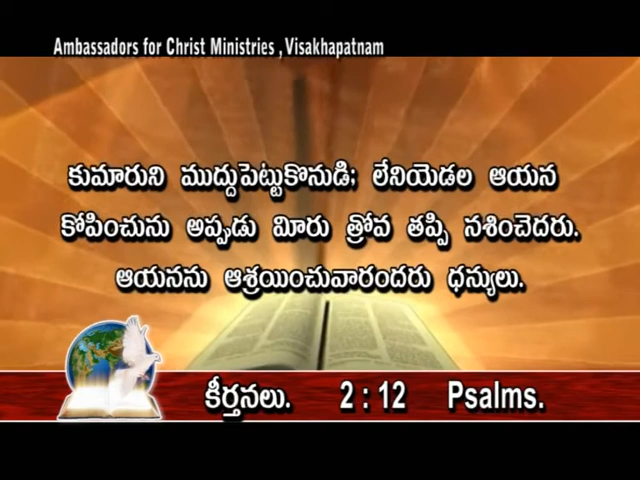 Ambassadors for Christ Ministries , Visakhapatnam
కుమారుని ముద్దుపెట్టుకొనుడి; లేనియెడల ఆయన
కోపించును అప్పుడు మీరు త్రోవ తప్పి నశించెదరు.
ఆయనను ఆశ్రయించువారందరు ధన్యులు.
కీర్తనలు. 2 : 12 Psalms.